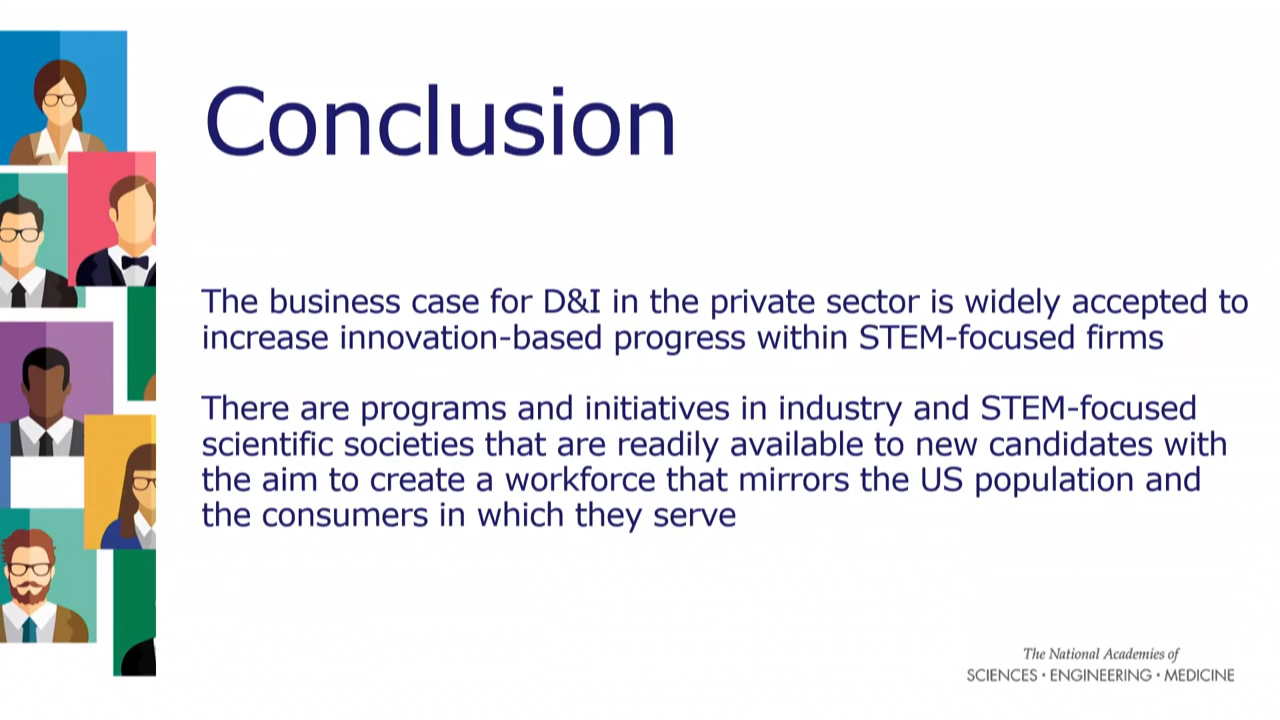 Conclusion
The business case for D&I in the private sector is widely accepted to
increase innovation-based progress within STEM-focused firms
There are programs and initiatives in industry and STEM-focused
scientific societies that are readily available to new candidates with
the aim to create a workforce that mirrors the US population and
the consumers in which they serve
The National Academies of
SCIENCES · ENGINEERING · MEDICINE